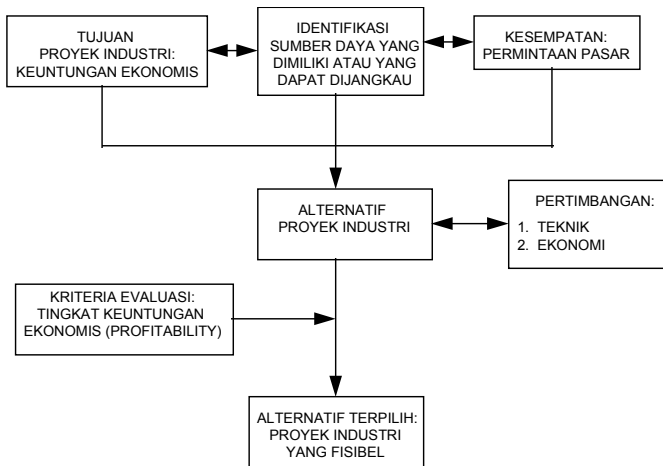 TUJUAN
PROYEK INDUSTRI:
KEUNTUNGAN EKONOMIS
IDENTIFIKASI
SUMBER DAYA YANG
DIMILIKI ATAU YANG
DAPAT DIJANGKAU
KESEMPATAN:
PERMINTAAN PASAR
ALTERNATIF
PROYEK INDUSTRI
PERTIMBANGAN:
1. TEKNIK
2. EKONOMI
KRITERIA EVALUASI:
TINGKAT KEUNTUNGAN
EKONOMIS (PROFITABILITY)
ALTERNATIF TERPILIH:
PROYEK INDUSTRI
YANG FISIBEL